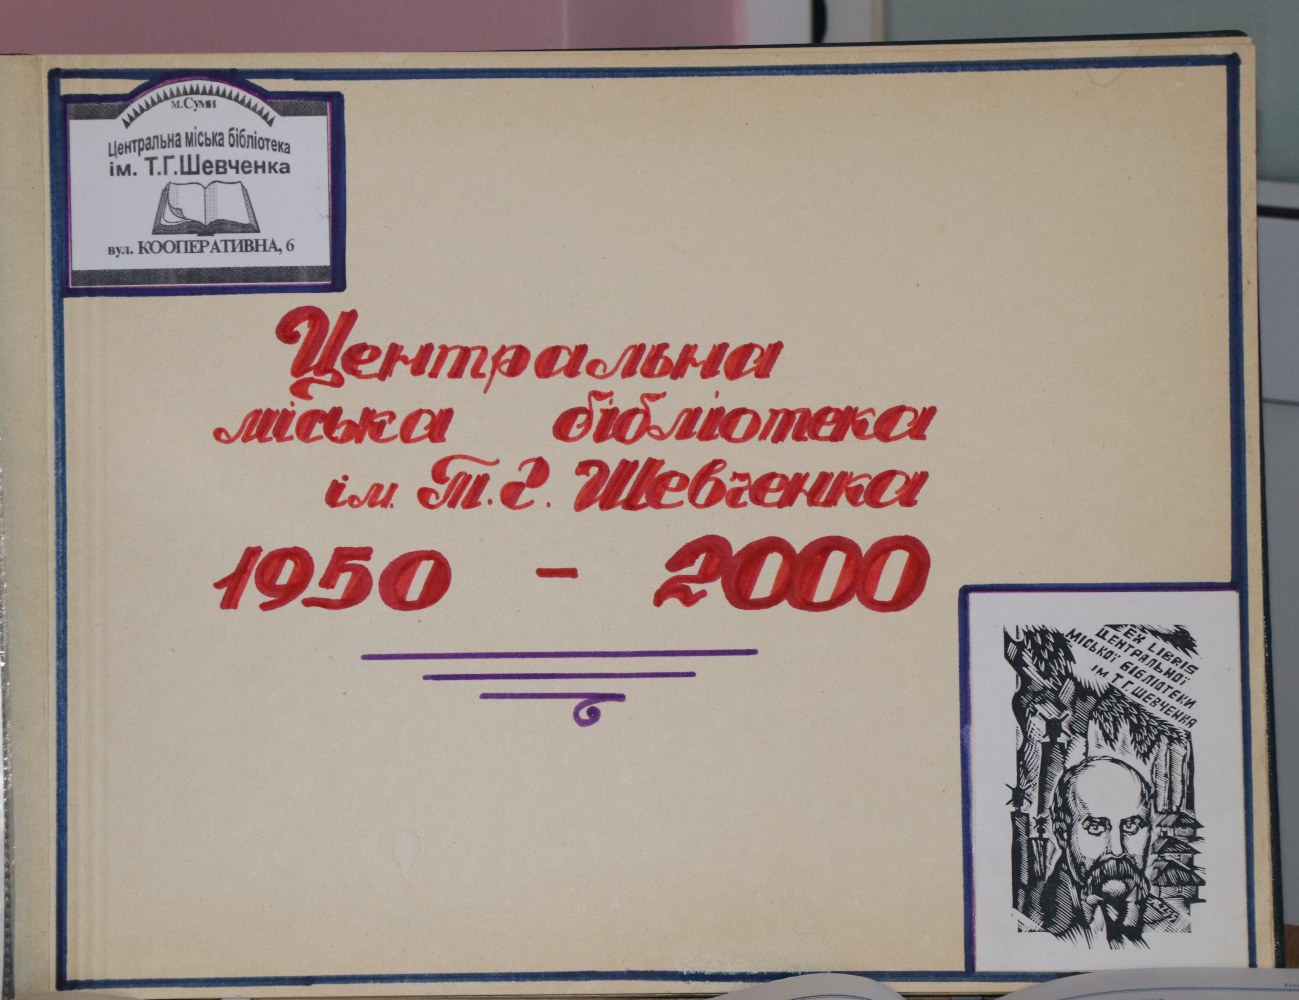 м.Суми
Центральна міська бібліотека
ім. Т.Г.Шевченка
вул. КООПЕРАТИВНА, 6
Центральна
міська бібліотека
ім. Т. Г. Шевченка
1950 - 2000
EX LIBRIS
ЦЕНТРАЛЬНОЇ
МІСЬКОЇ БІБЛІОТЕКИ
ІМ Т.Г. ШЕВЧЕНКА